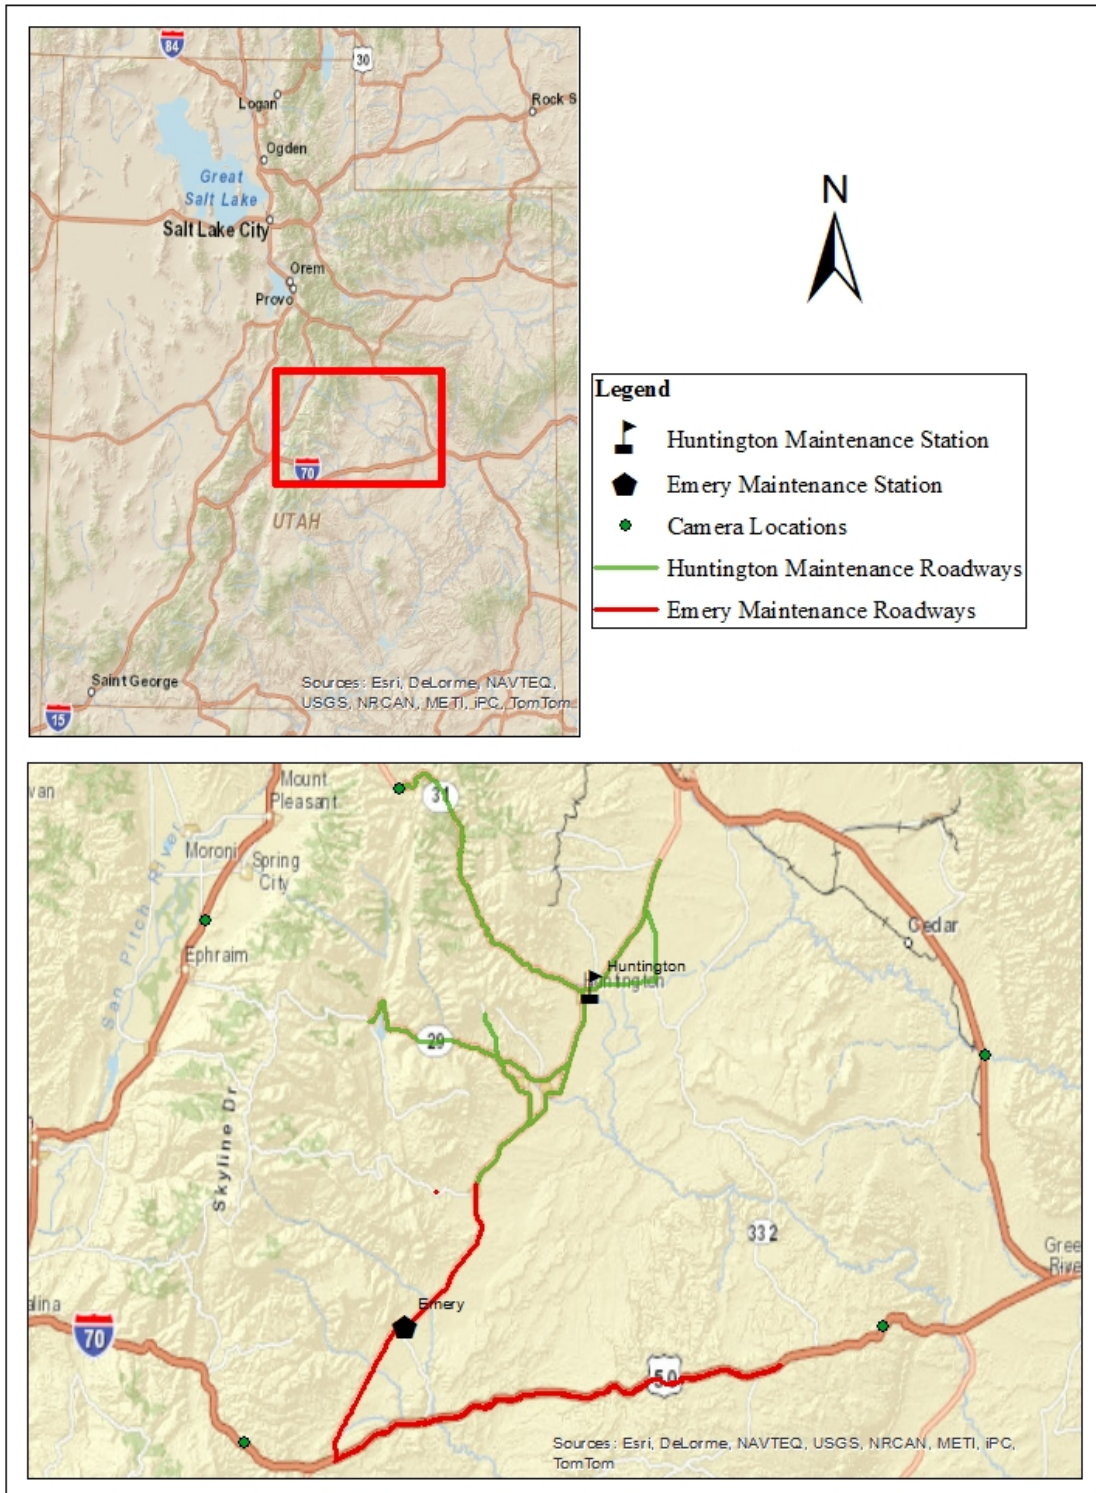 84
30
Logan
Rock S
Ogden
Great
Salt Lake
Salt Lake City
Orem
Provo
70
UTAH
Saint George
15
Sources: Esri, DeLorme, NAVTEQ,
USGS, NRCAN, METI, iPC, TomTom
N
Legend
Huntington Maintenance Station
Emery Maintenance Station
Camera Locations
Huntington Maintenance Roadways
Emery Maintenance Roadways
van
Mount
Pleasant
31
San Pitch River
Moroni
Spring
City
Ephraim
Cedar
Huntington
Huntington
29
Skyline Dr
332
Gree
Rive
alina
Emery
70
50
Sources: Esri, DeLorme, NAVTEQ, USGS, NRCAN, METI, iPC,
TomTom